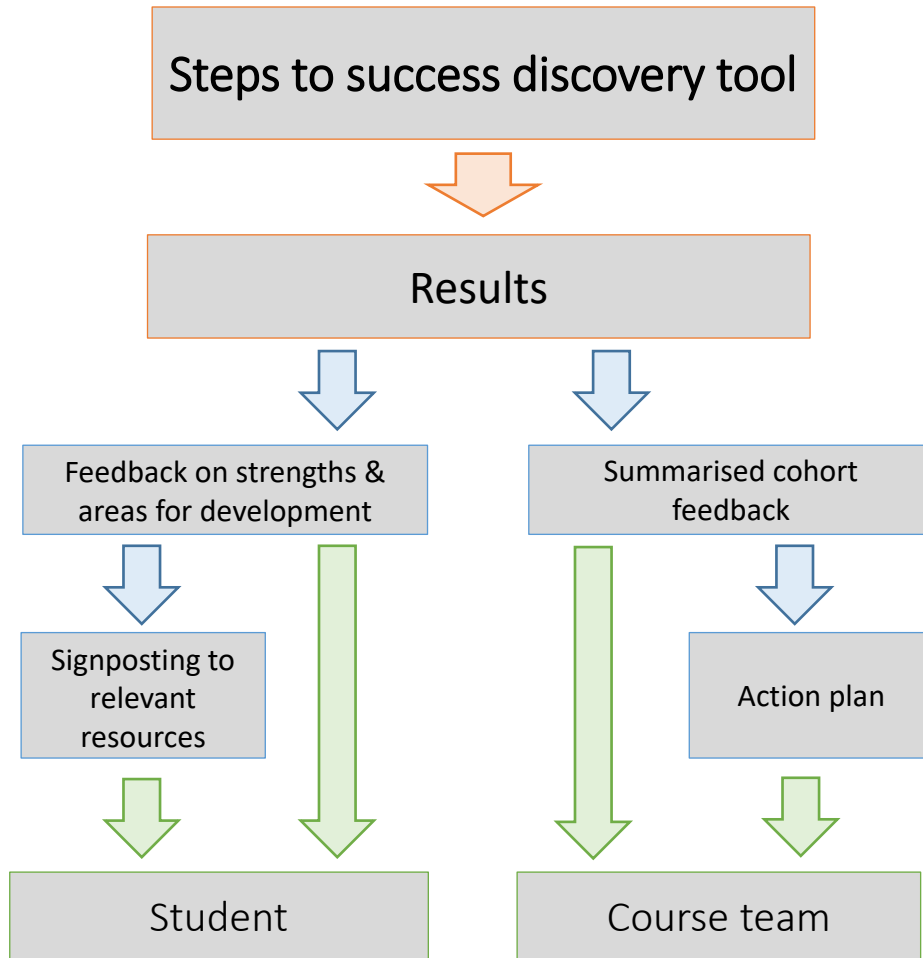 Steps to success discovery tool
Results
Feedback on strengths &
areas for development
Summarised cohort
feedback
Signposting to
relevant
resources
Action plan
Student
Course team